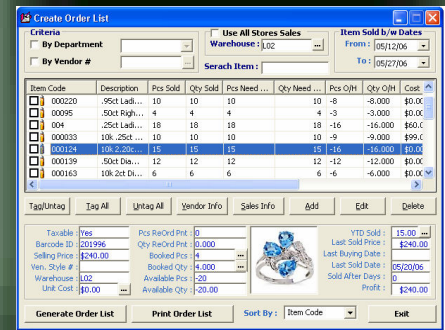 Create Order List
Criteria
Use All Stores Sales
Item Sold b/w Dates
By Department
Warehouse : L02 ...
From : 05/12/06
By Vendor #
Serach Item :
To : 05/27/06
Item Code Description Pcs Sold Qty Sold Pcs Need ... Qty Need ... Pcs O/H Qty O/H Cost
000220 .95ct Ladi... 10 10 10 10 -8 -8.000 $0.00
00095 .50ct Righ... 4 4 4 4 -3 -3.000 $0.00
004 .25ct Ladi... 18 18 18 18 -16 -16.000 $60.0
000033 10k .25ct ... 10 10 10 10 -9 -9.000 $99.0
000124 10k 2.20c... 15 15 15 15 -16 -16.000 $0.00
000139 .50ct Dia... 12 12 12 12 -12 -12.000 $0.00
000163 10k 2ct Di... 6 6 6 6 -6 -6.000 $0.00
Tag/Untag Tag All Untag All Vendor Info Sales Info Add Edit Delete
Taxable : Yes
Pcs ReOrd Pnt : 0
YTD Sold : 15.00 ...
Barcode ID : 201996
Qty ReOrd Pnt : 0.000
Last Sold Price : $240.00
Selling Price : $240.00
Booked Pcs : 4 ...
Last Buying Date :
Ven. Style # :
Booked Qty : 4.000 ...
Last Sold Date : 05/20/06
Warehouse : L02
Available Pcs : -20
Sold After Days : 0
Unit Cost : $0.00 ...
Available Qty : -20.00
Profit : $240.00
Generate Order List Print Order List Sort By : Item Code Exit